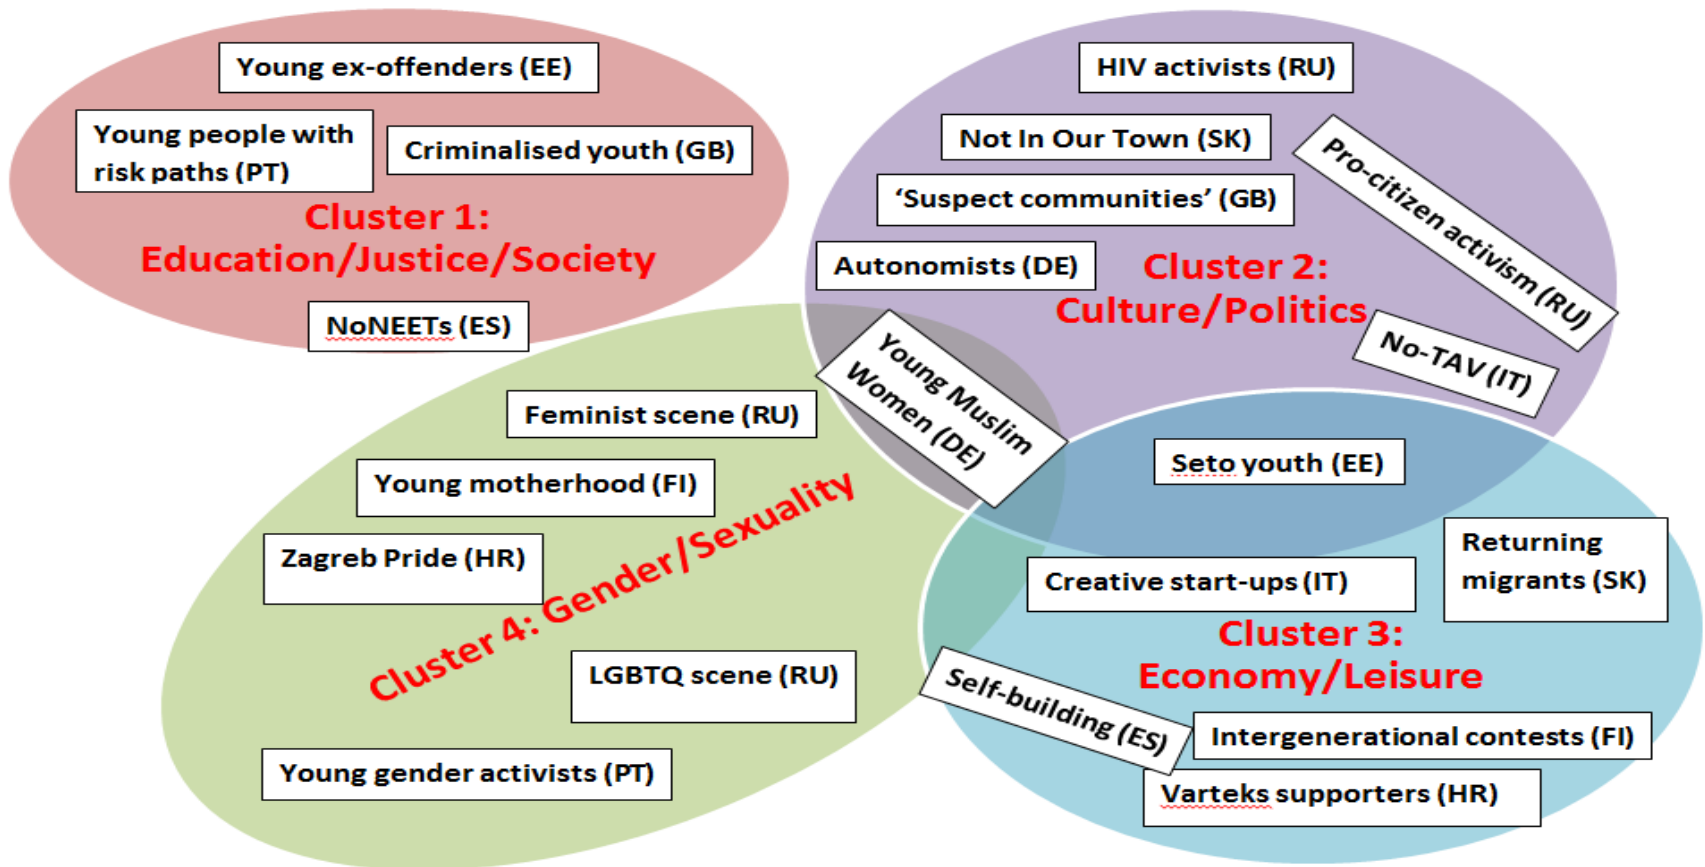 Young ex-offenders (EE)
Young people with
risk paths (PT)
Criminalised youth (GB)
Cluster 1:
Education/Justice/Society
NoNEETs (ES)
HIV activists (RU)
Not In Our Town (SK)
Pro-citizen activism (RU)
‘Suspect communities’ (GB)
Autonomists (DE)
Cluster 2:
Culture/Politics
No-TAV (IT)
Young Muslim
Women (DE)
Feminist scene (RU)
Young motherhood (FI)
Zagreb Pride (HR)
Cluster 4: Gender/Sexuality
LGBTQ scene (RU)
Young gender activists (PT)
Seto youth (EE)
Returning
migrants (SK)
Creative start-ups (IT)
Cluster 3:
Economy/Leisure
Self-building (ES)
Intergenerational contests (FI)
Varteks supporters (HR)